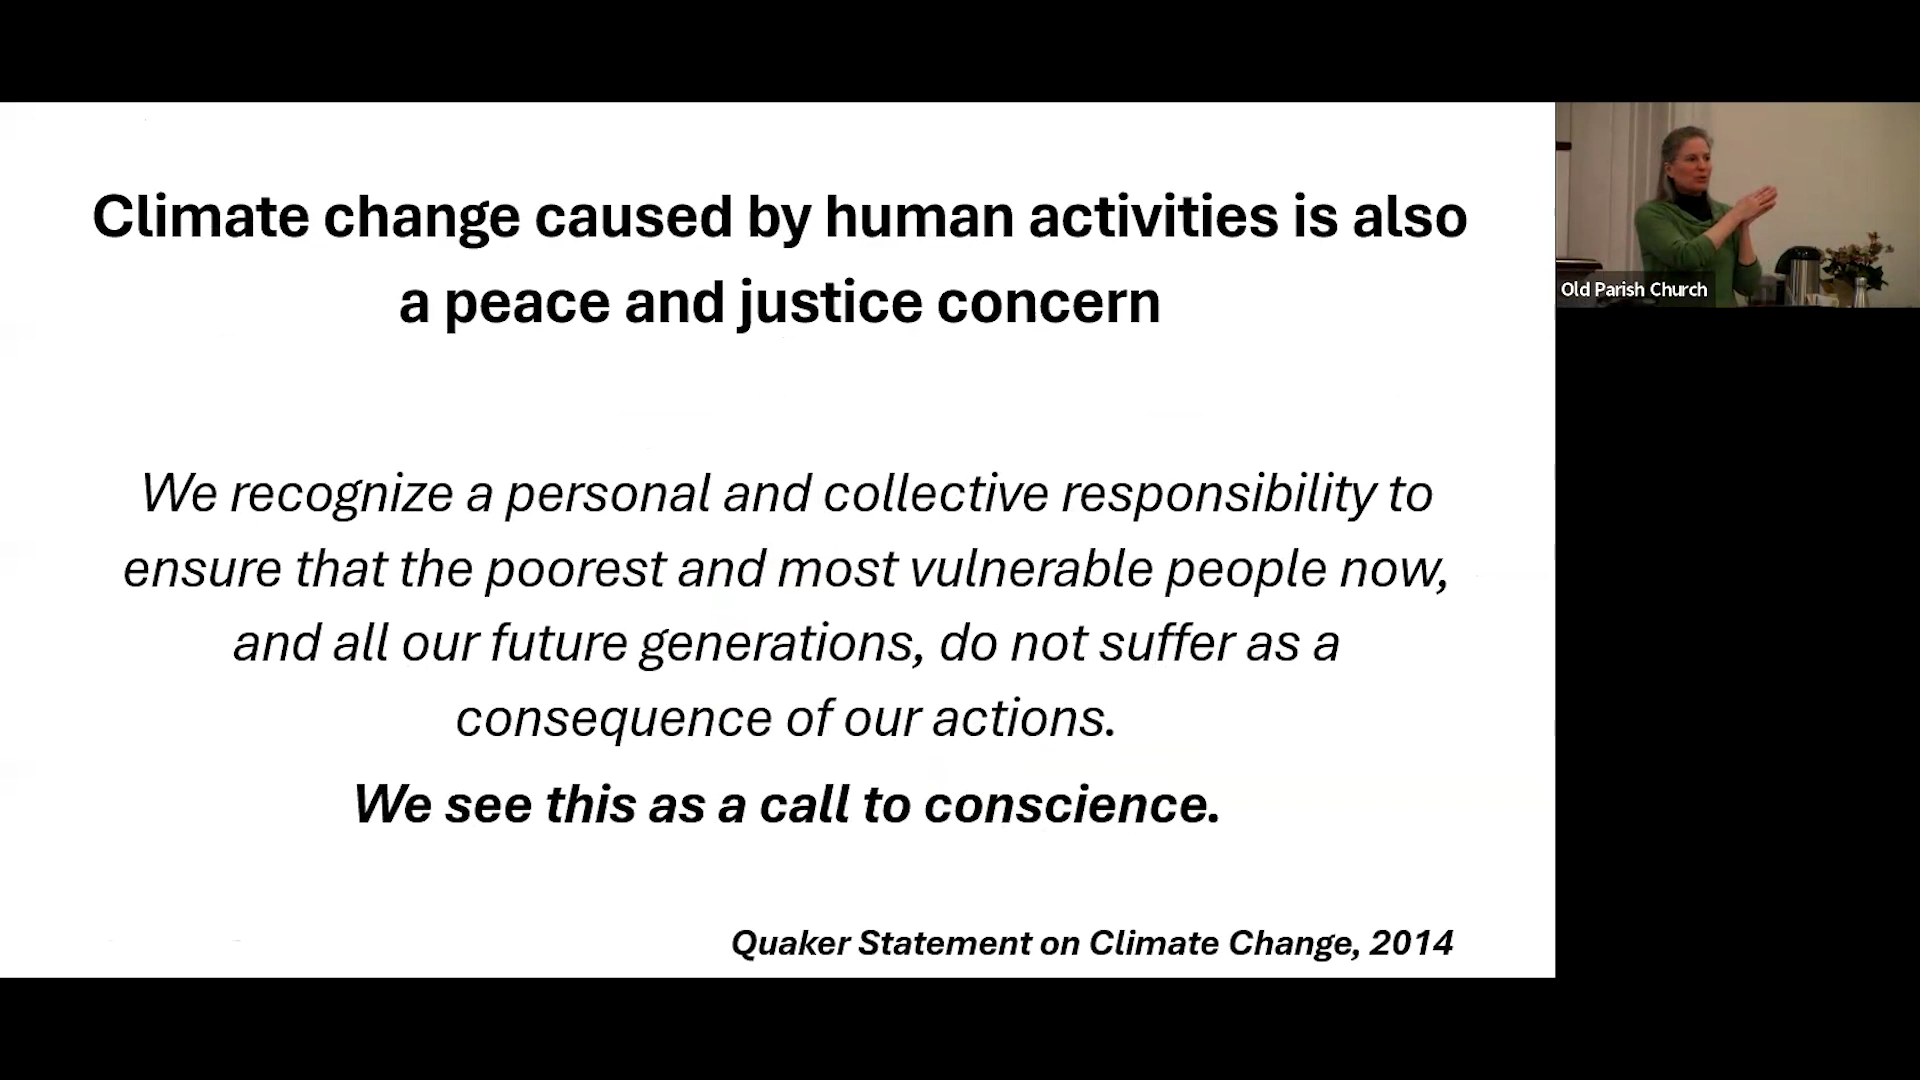 Climate change caused by human activities is also
a peace and justice concern
We recognize a personal and collective responsibility to
ensure that the poorest and most vulnerable people now,
and all our future generations, do not suffer as a
consequence of our actions.
We see this as a call to conscience.
Quaker Statement on Climate Change, 2014
Old Parish Church